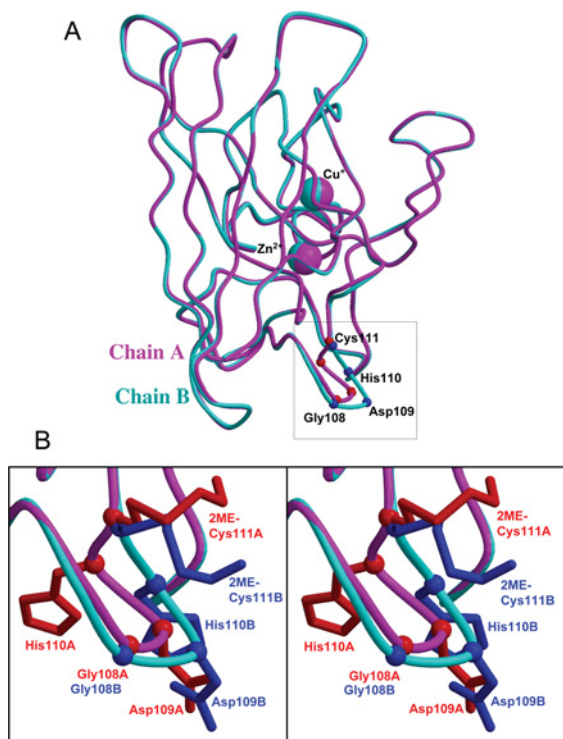 A
Cu⁺
Zn²⁺
Chain A
Chain B
Cys111
His110
Gly108
Asp109
B
2ME-
Cys111A
2ME-
Cys111B
His110B
His110A
Gly108A
Gly108B
Asp109A
Asp109B
2ME-
Cys111A
2ME-
Cys111B
His110B
His110A
Gly108A
Gly108B
Asp109A
Asp109B